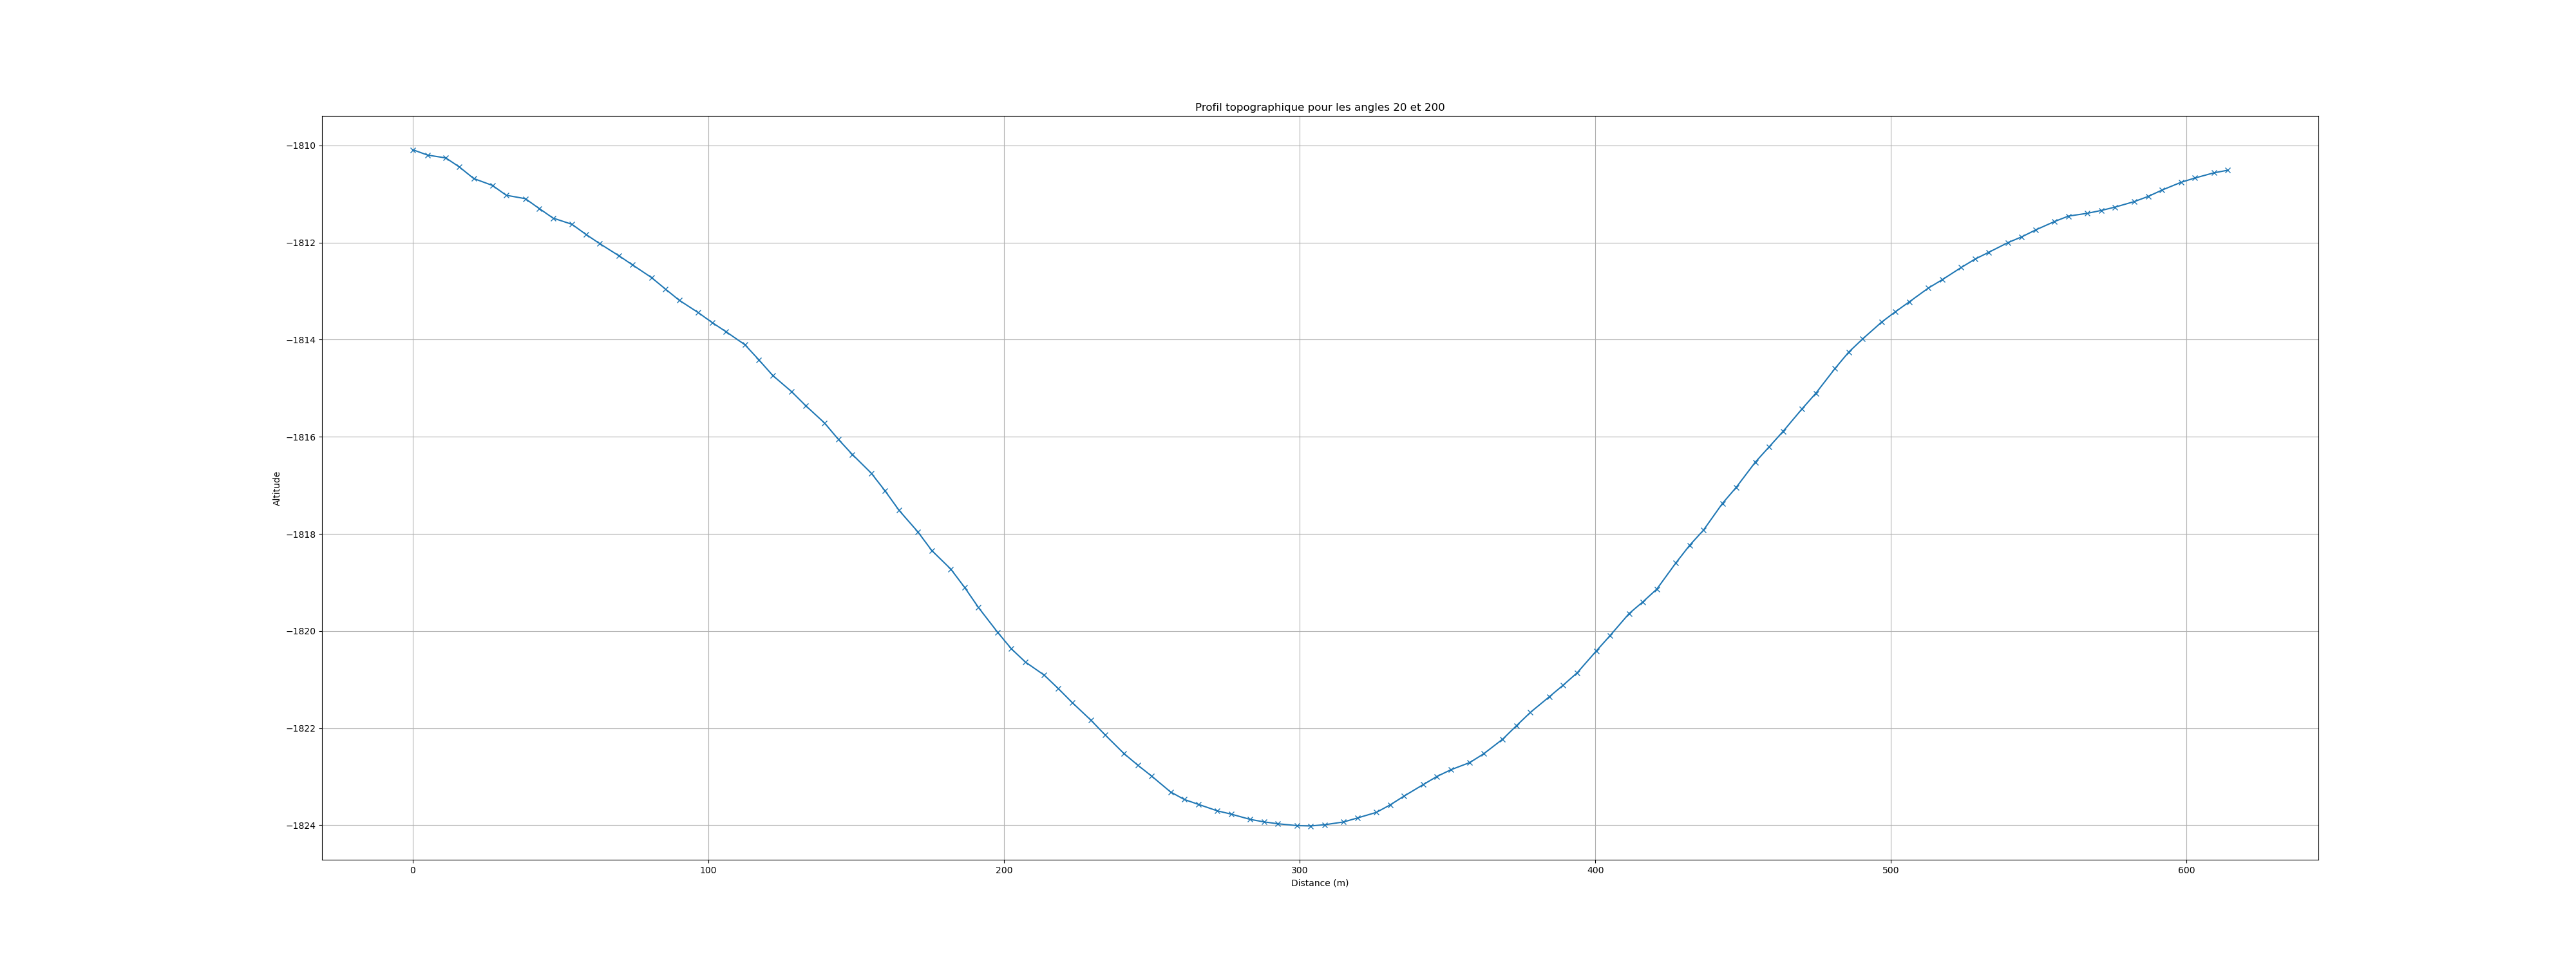 Profil topographique pour les angles 20 et 200
−1810
−1812
−1814
−1816
−1818
−1820
−1822
−1824
Altitude
0 100 200 300 400 500 600
Distance (m)